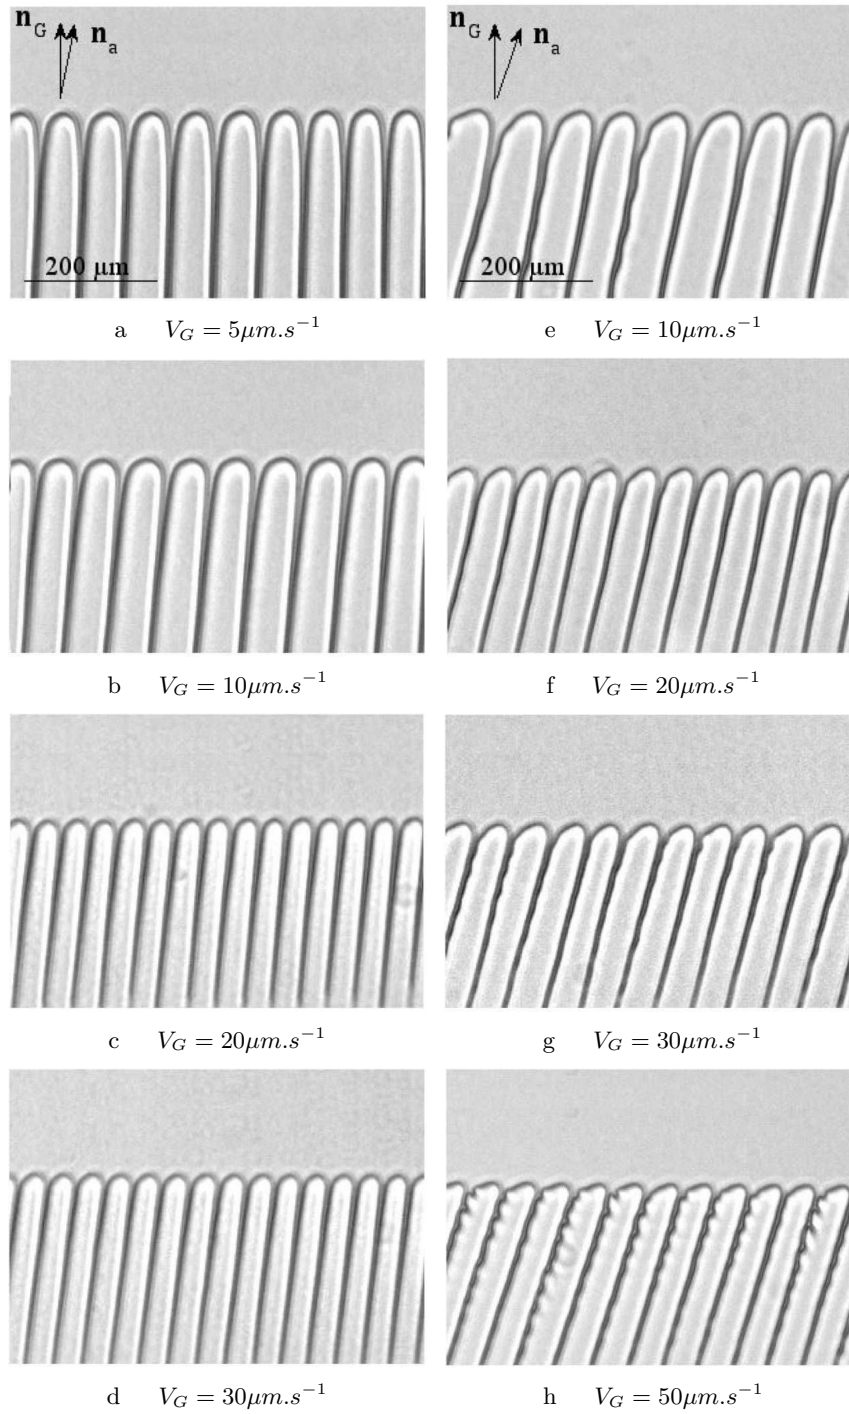 n_G n_a
n_G n_a
200 μm
200 μm
a V_G = 5μm.s^{-1}
e V_G = 10μm.s^{-1}
b V_G = 10μm.s^{-1}
f V_G = 20μm.s^{-1}
c V_G = 20μm.s^{-1}
g V_G = 30μm.s^{-1}
d V_G = 30μm.s^{-1}
h V_G = 50μm.s^{-1}